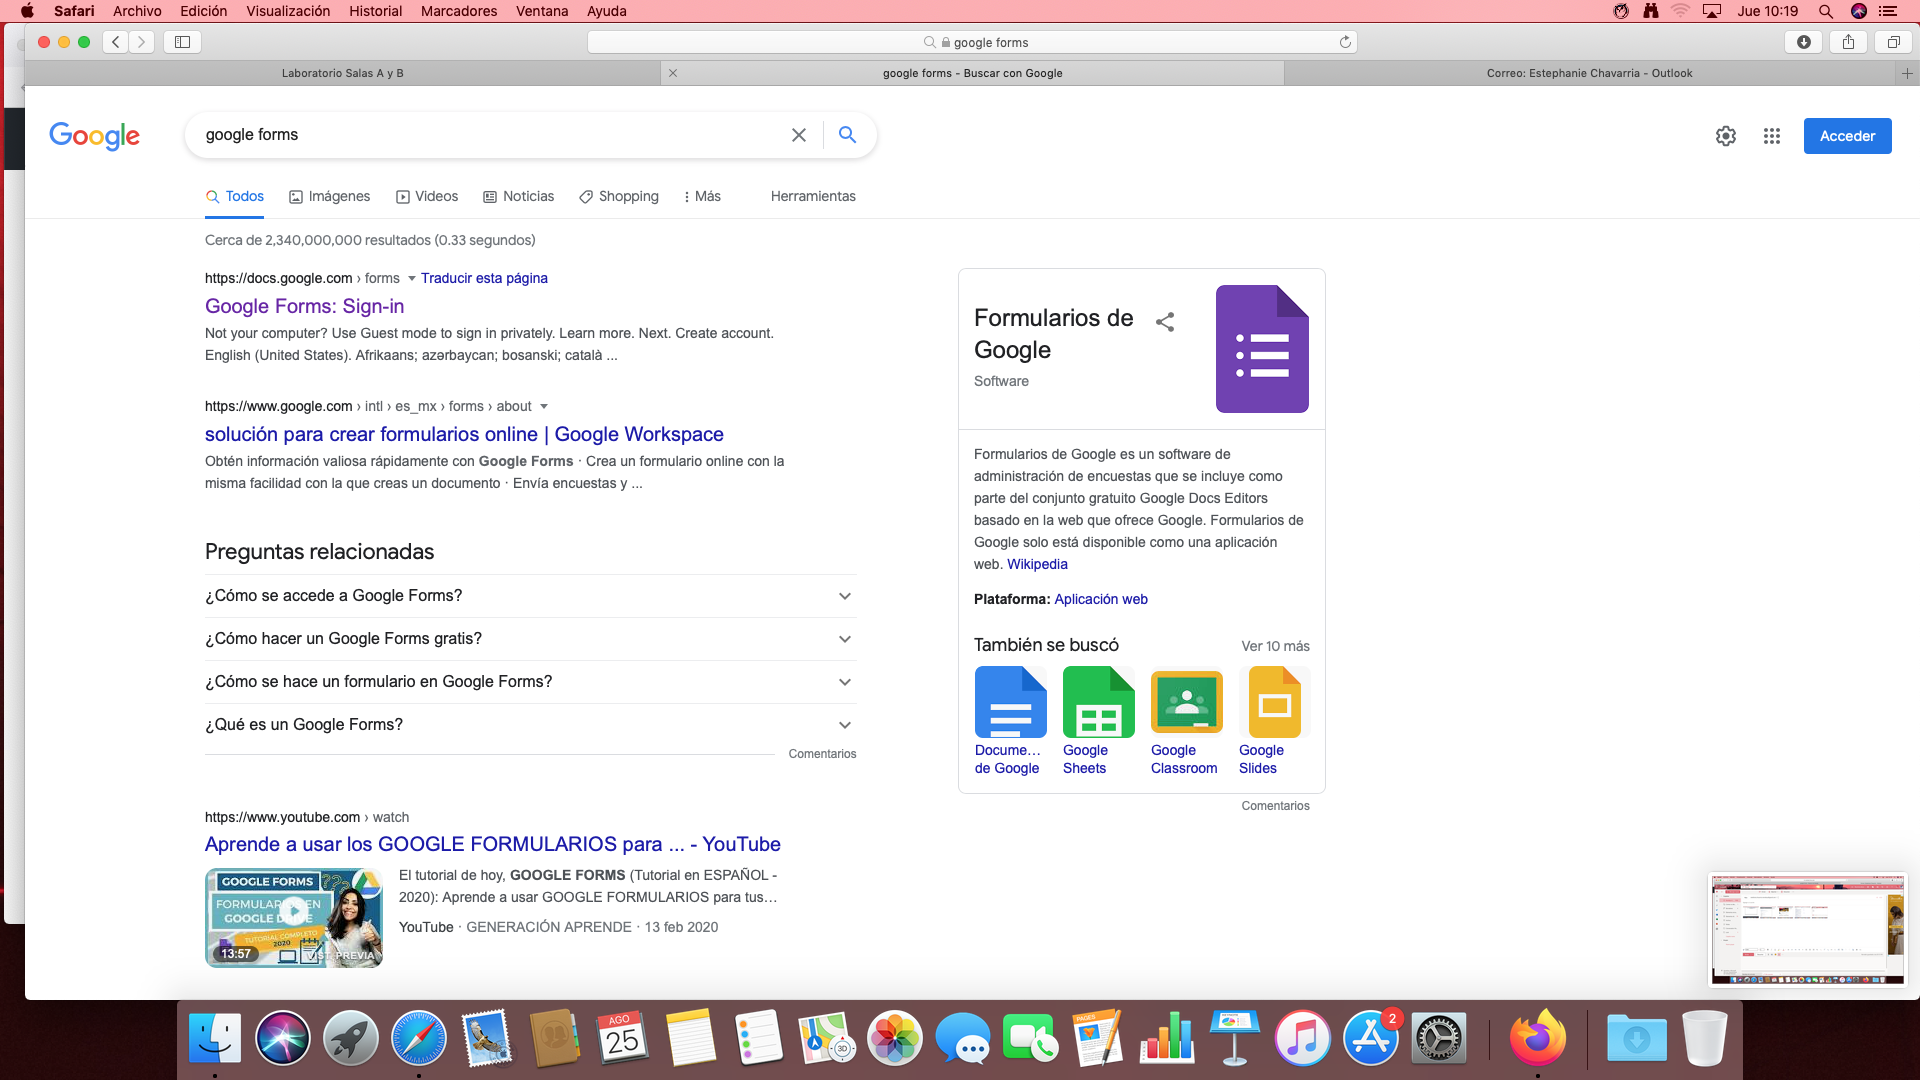 Safari Archivo Edición Visualización Historial Marcadores Ventana Ayuda Jue 10:19
google forms
Laboratorio Salas A y B
google forms - Buscar con Google
Correo: Estephanie Chavarria - Outlook
Google
google forms
Acceder
Todos Imágenes Videos Noticias Shopping Más Herramientas
Cerca de 2,340,000,000 resultados (0.33 segundos)
https://docs.google.com › forms Traducir esta página
Google Forms: Sign-in
Not your computer? Use Guest mode to sign in privately. Learn more. Next. Create account.
English (United States). Afrikaans; azərbaycan; bosanski; català ...
https://www.google.com › intl › es_mx › forms › about
solución para crear formularios online | Google Workspace
Obtén información valiosa rápidamente con Google Forms · Crea un formulario online con la
misma facilidad con la que creas un documento · Envía encuestas y ...
Preguntas relacionadas
¿Cómo se accede a Google Forms?
¿Cómo hacer un Google Forms gratis?
¿Cómo se hace un formulario en Google Forms?
¿Qué es un Google Forms?
Comentarios
https://www.youtube.com › watch
Aprende a usar los GOOGLE FORMULARIOS para ... - YouTube
GOOGLE FORMS
FORMULARIOS EN
GOOGLE DRIVE
TUTORIAL COMPLETO
2020
13:57
VISTA PREVIA
El tutorial de hoy, GOOGLE FORMS (Tutorial en ESPAÑOL -
2020): Aprende a usar GOOGLE FORMULARIOS para tus...
YouTube · GENERACIÓN APRENDE · 13 feb 2020
Formularios de
Google
Software
Formularios de Google es un software de
administración de encuestas que se incluye como
parte del conjunto gratuito Google Docs Editors
basado en la web que ofrece Google. Formularios de
Google solo está disponible como una aplicación
web. Wikipedia
Plataforma: Aplicación web
También se buscó
Ver 10 más
Docume...
de Google
Google
Sheets
Google
Classroom
Google
Slides
Comentarios
AGO
25
3D
PAGES
2